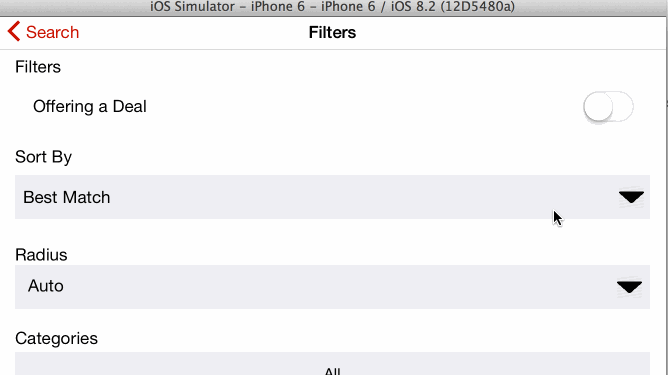 iOS Simulator - iPhone 6 - iPhone 6 / iOS 8.2 (12D5480a)
Search
Filters
Filters
Offering a Deal
Sort By
Best Match
Radius
Auto
Categories
All